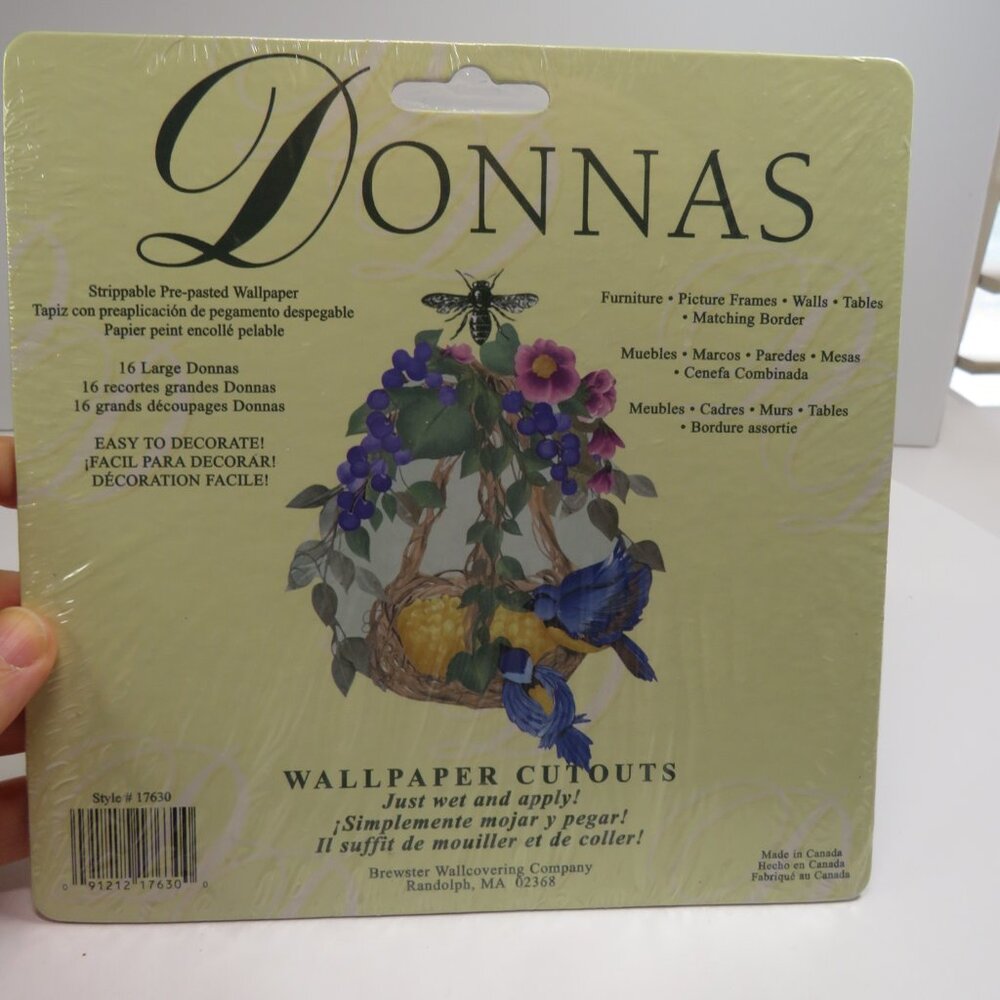 DONNAS
Strippable Pre-pasted Wallpaper
Tapiz con preaplicación de pegamento despegable
Papier peint encollé pelable
16 Large Donnas
16 recortes grandes Donnas
16 grands découpages Donnas
EASY TO DECORATE!
¡FACIL PARA DECORAR!
DÉCORATION FACILE!
Furniture • Picture Frames • Walls • Tables
• Matching Border
Muebles • Marcos • Paredes • Mesas
• Cenefa Combinada
Meubles • Cadres • Murs • Tables
• Bordure assortie
WALLPAPER CUTOUTS
Just wet and apply!
¡Simplemente mojar y pegar!
Il suffit de mouiller et de coller!
Brewster Wallcovering Company
Randolph, MA 02368
Style # 17630
0 91212 17630 0
Made in Canada
Hecho en Canada
Fabriqué au Canada